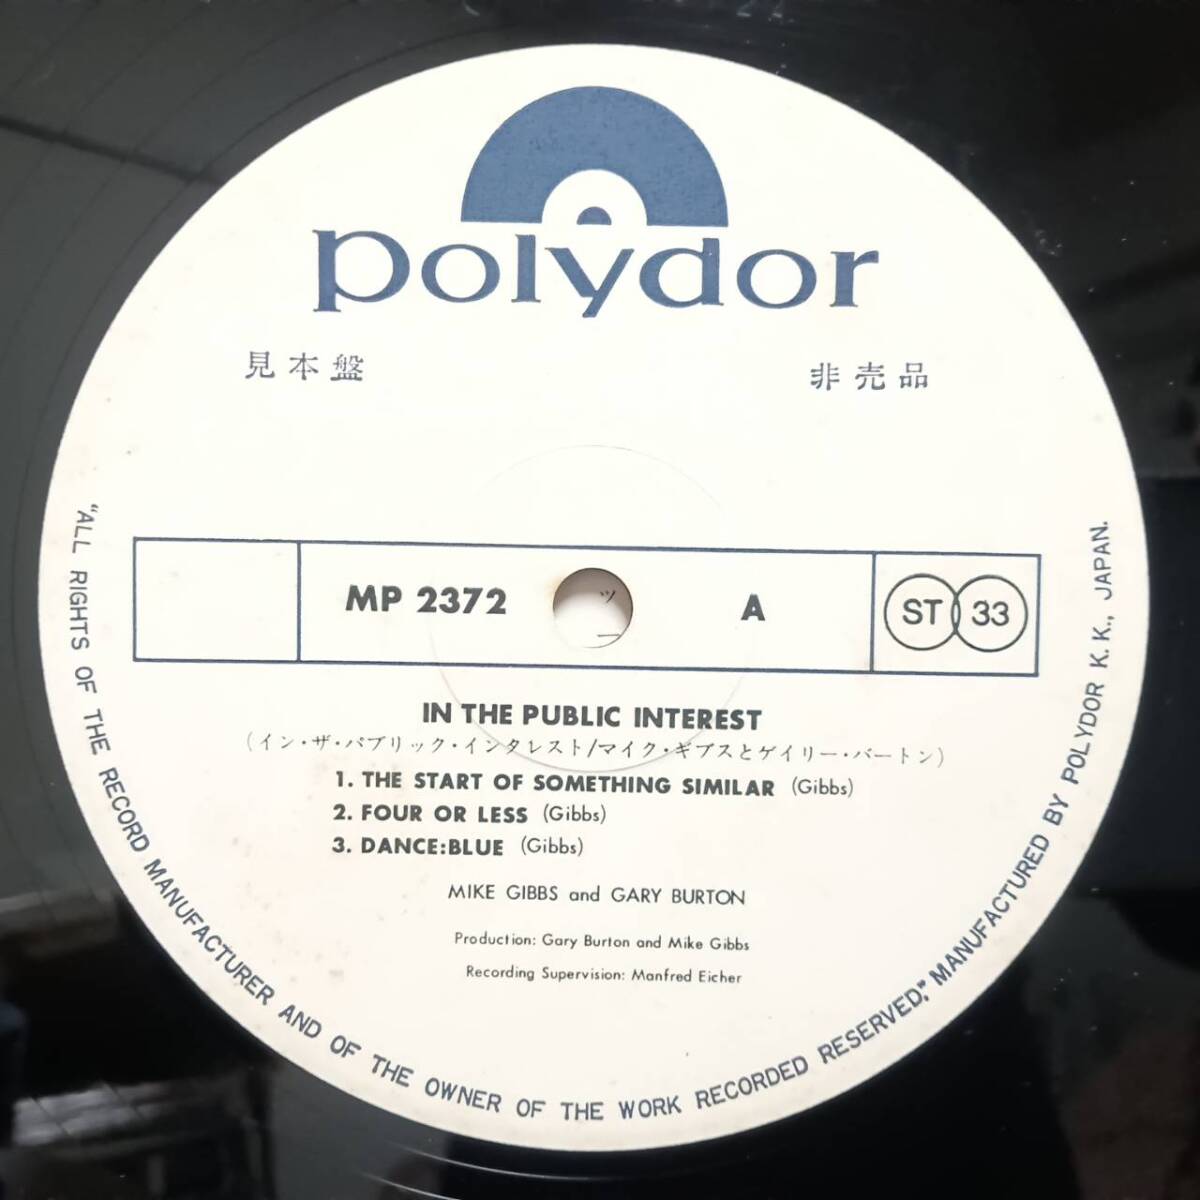 polydor
見本盤 非売品
MP 2372 ッ A ST 33
IN THE PUBLIC INTEREST
(イン・ザ・パブリック・インタレスト/マイク・ギブスとゲイリー・バートン)
1. THE START OF SOMETHING SIMILAR (Gibbs)
2. FOUR OR LESS (Gibbs)
3. DANCE:BLUE (Gibbs)
MIKE GIBBS and GARY BURTON
Production: Gary Burton and Mike Gibbs
Recording Supervision: Manfred Eicher
"ALL RIGHTS OF THE RECORD MANUFACTURER AND OF THE OWNER OF THE WORK RECORDED RESERVED;" MANUFACTURED BY POLYDOR K.K., JAPAN.